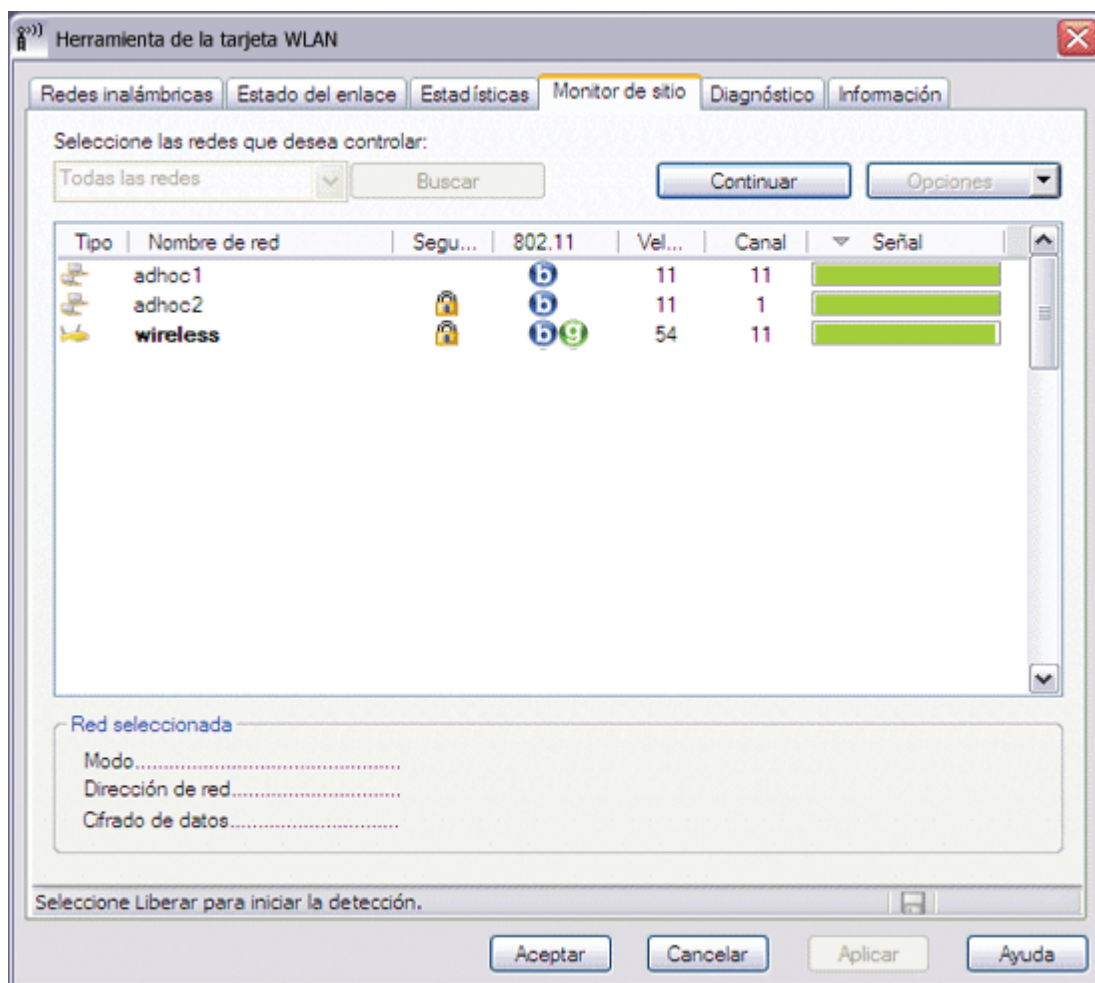 Herramienta de la tarjeta WLAN
Redes inalámbricas Estado del enlace Estadísticas Monitor de sitio Diagnóstico Información
Seleccione las redes que desea controlar:
Todas las redes Buscar Continuar Opciones
Tipo Nombre de red Segu... 802.11 Vel... Canal Señal
adhoc1 b 11 11
adhoc2 b 11 1
wireless b g 54 11
Red seleccionada
Modo................................................
Dirección de red...............................
Cifrado de datos...............................
Seleccione Liberar para iniciar la detección.
Aceptar Cancelar Aplicar Ayuda